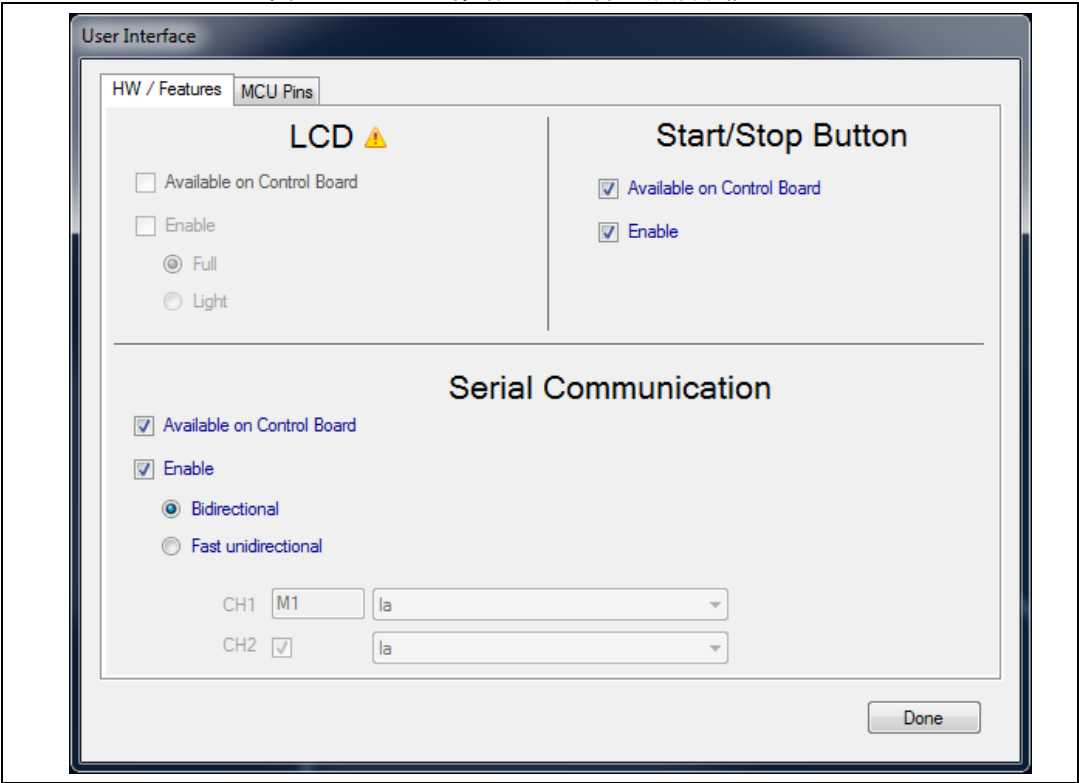 User Interface
HW / Features
MCU Pins
LCD
Available on Control Board
Enable
Full
Light
Start/Stop Button
Available on Control Board
Enable
Serial Communication
Available on Control Board
Enable
Bidirectional
Fast unidirectional
CH1 M1 Ia
CH2 Ia
Done